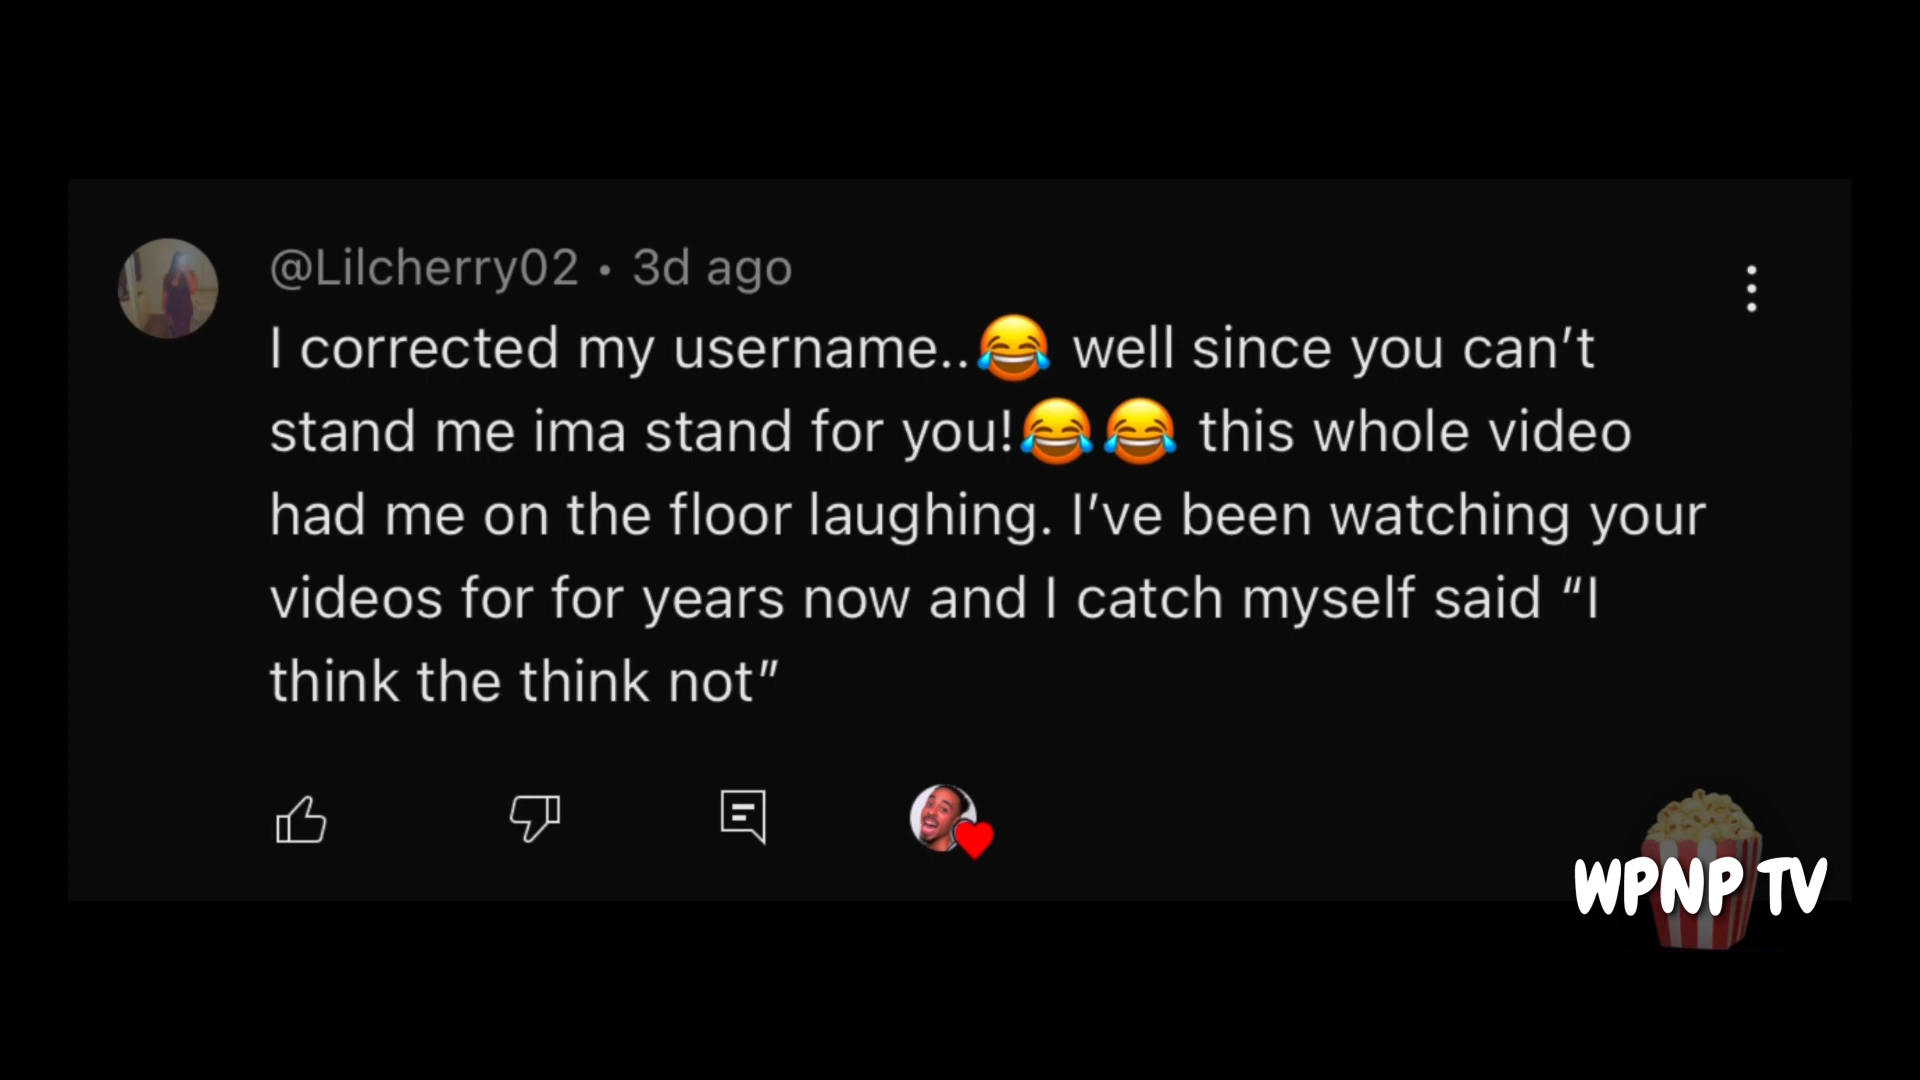 @Lilcherry02 • 3d ago
I corrected my username..😂 well since you can’t
stand me ima stand for you!😂😂 this whole video
had me on the floor laughing. I’ve been watching your
videos for for years now and I catch myself said “I
think the think not”
WPNP TV